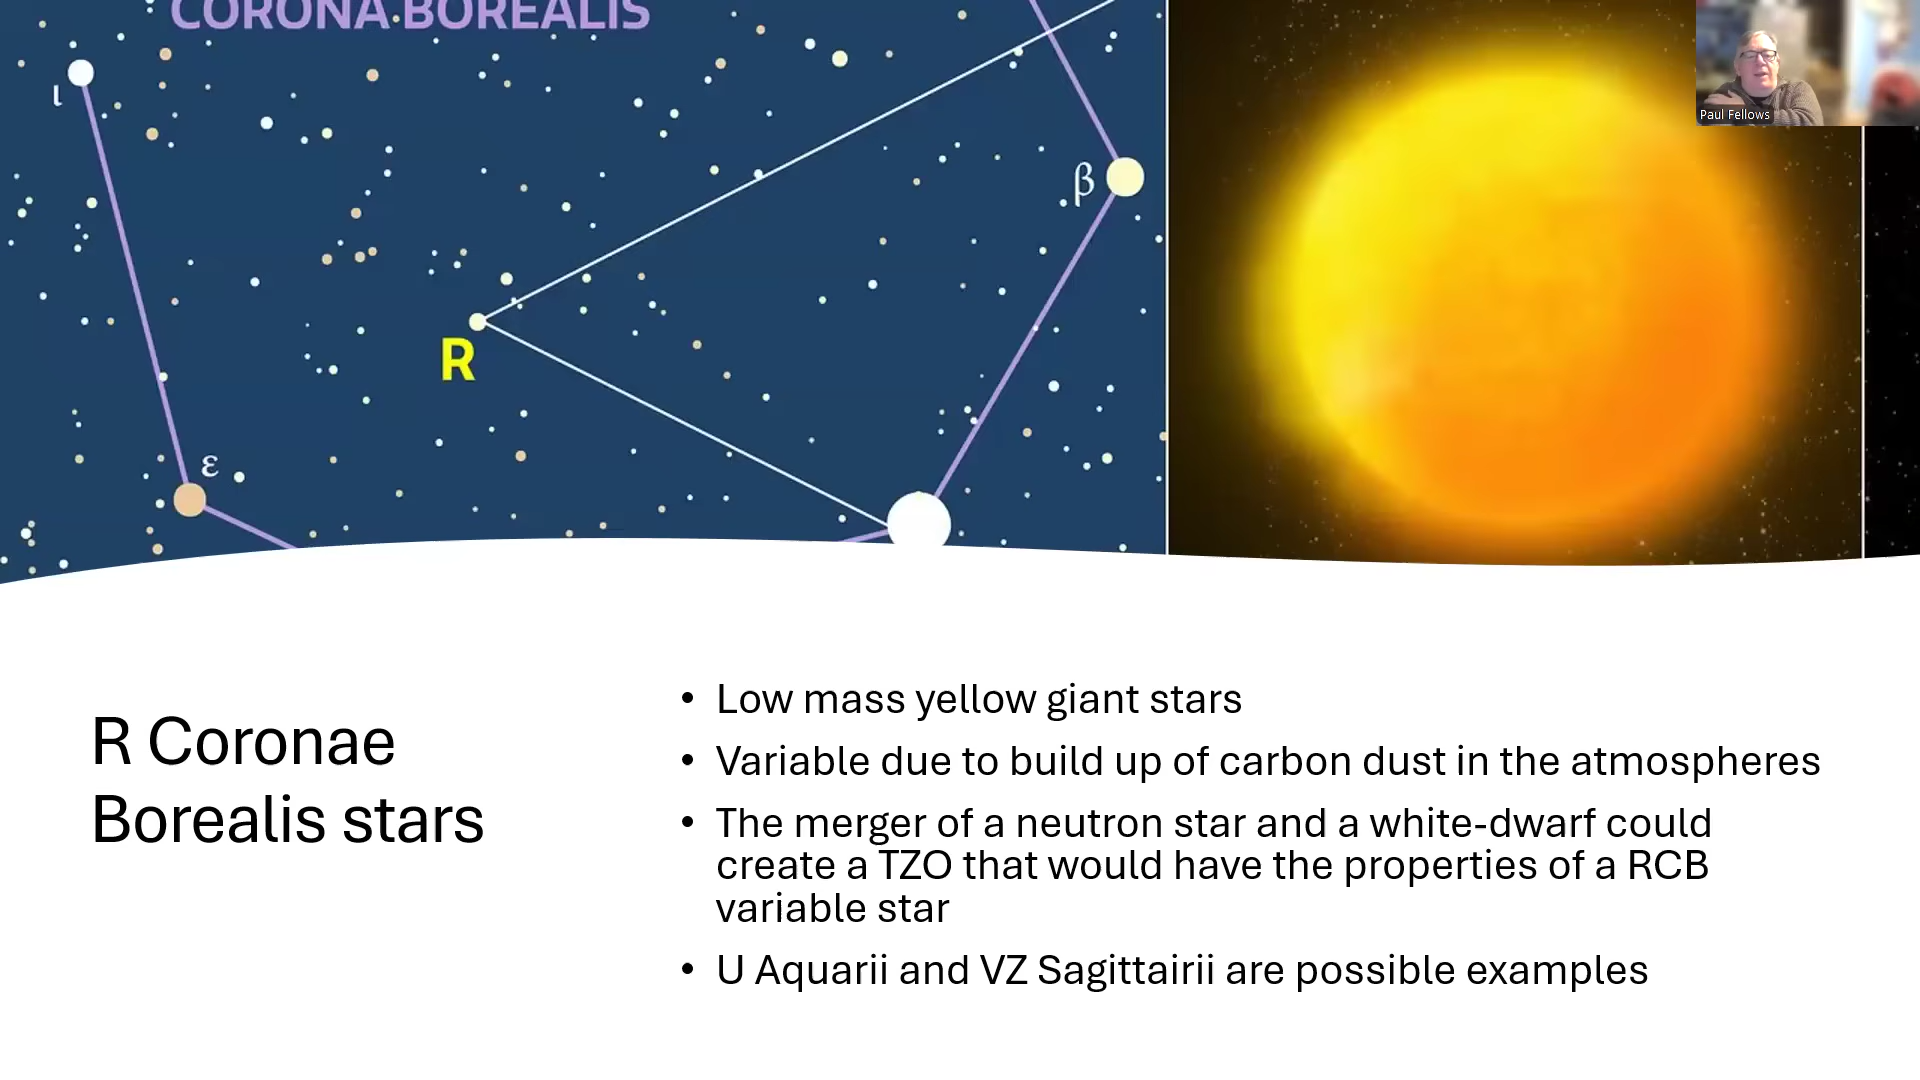 CORONA BOREALIS
Paul Fellows
ι
β
R
ε
R Coronae
Borealis stars
• Low mass yellow giant stars
• Variable due to build up of carbon dust in the atmospheres
• The merger of a neutron star and a white-dwarf could
create a TZO that would have the properties of a RCB
variable star
• U Aquarii and VZ Sagittairii are possible examples